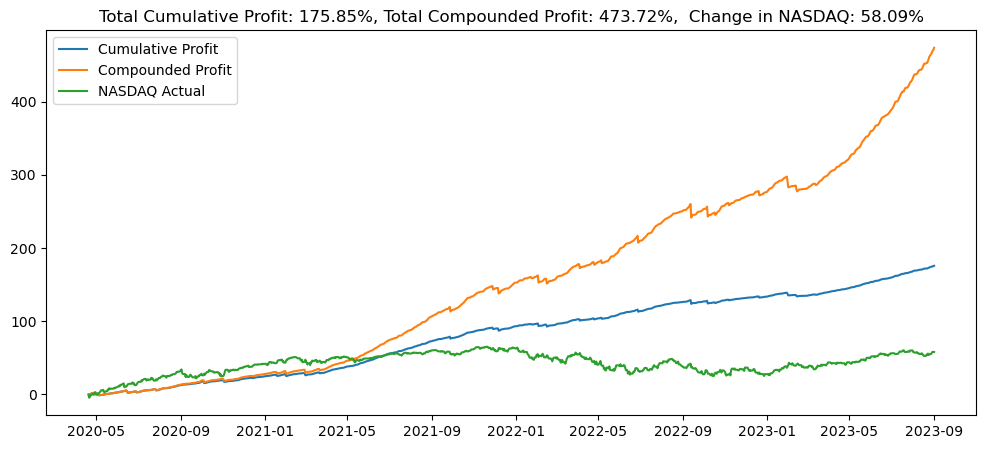 Total Cumulative Profit: 175.85%, Total Compounded Profit: 473.72%,  Change in NASDAQ: 58.09%
Cumulative Profit
Compounded Profit
NASDAQ Actual
400
300
200
100
0
2020-05 2020-09 2021-01 2021-05 2021-09 2022-01 2022-05 2022-09 2023-01 2023-05 2023-09